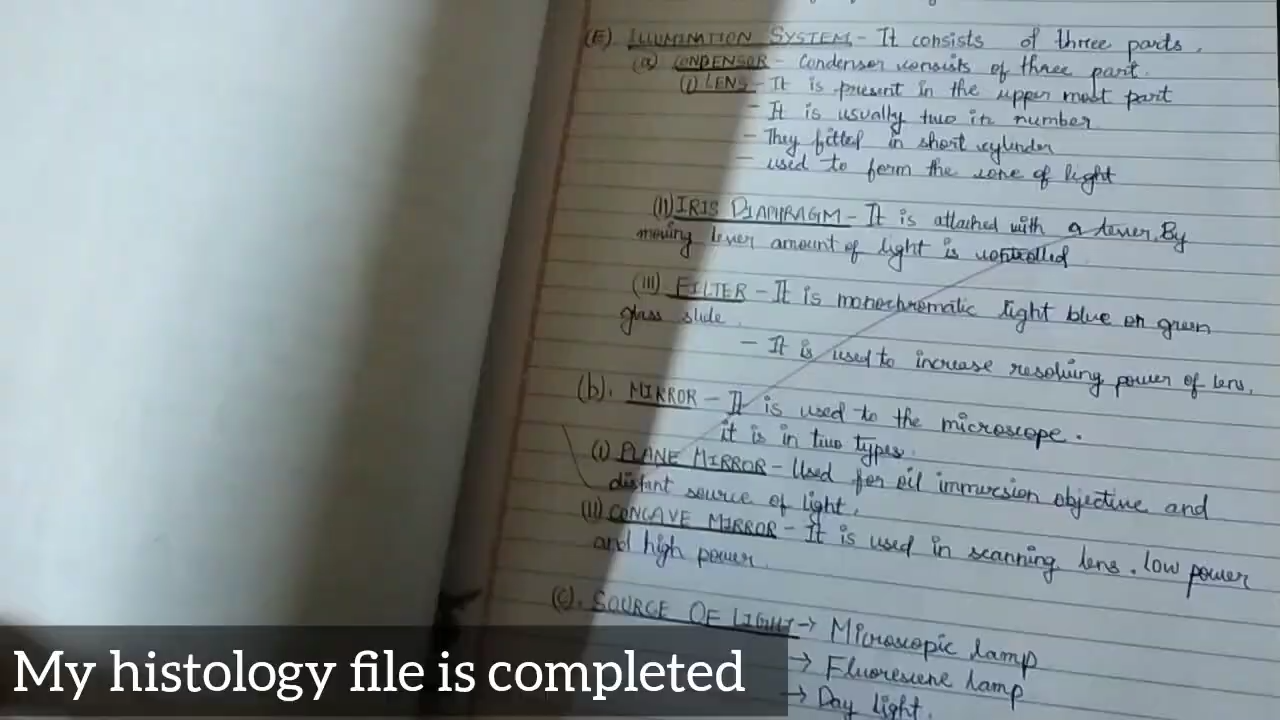 (E) ILLUMINATION SYSTEM - It consists of three parts.
(a) CONDENSOR - Condenser consists of three part.
(i) LENS - It is present in the upper most part
- It is usually two in number
- They fitted in short cylinder
- used to form the cone of light
(II) IRIS DIAPHRAGM - It is attached with a lever. By
moving lever amount of light is controlled
(III) FILTER - It is monochromatic light blue or green
glass slide.
- It is used to increase resolving power of lens.
(b). MIRROR - It is used to the microscope.
it is in two types.
(i) PLANE MIRROR - Used for oil immersion objective and
distant source of light.
(II) CONCAVE MIRROR - It is used in scanning lens. low power
and high power.
(c). SOURCE OF LIGHT → Microscopic lamp
→ Fluorescene lamp
→ Day light.
My histology file is completed